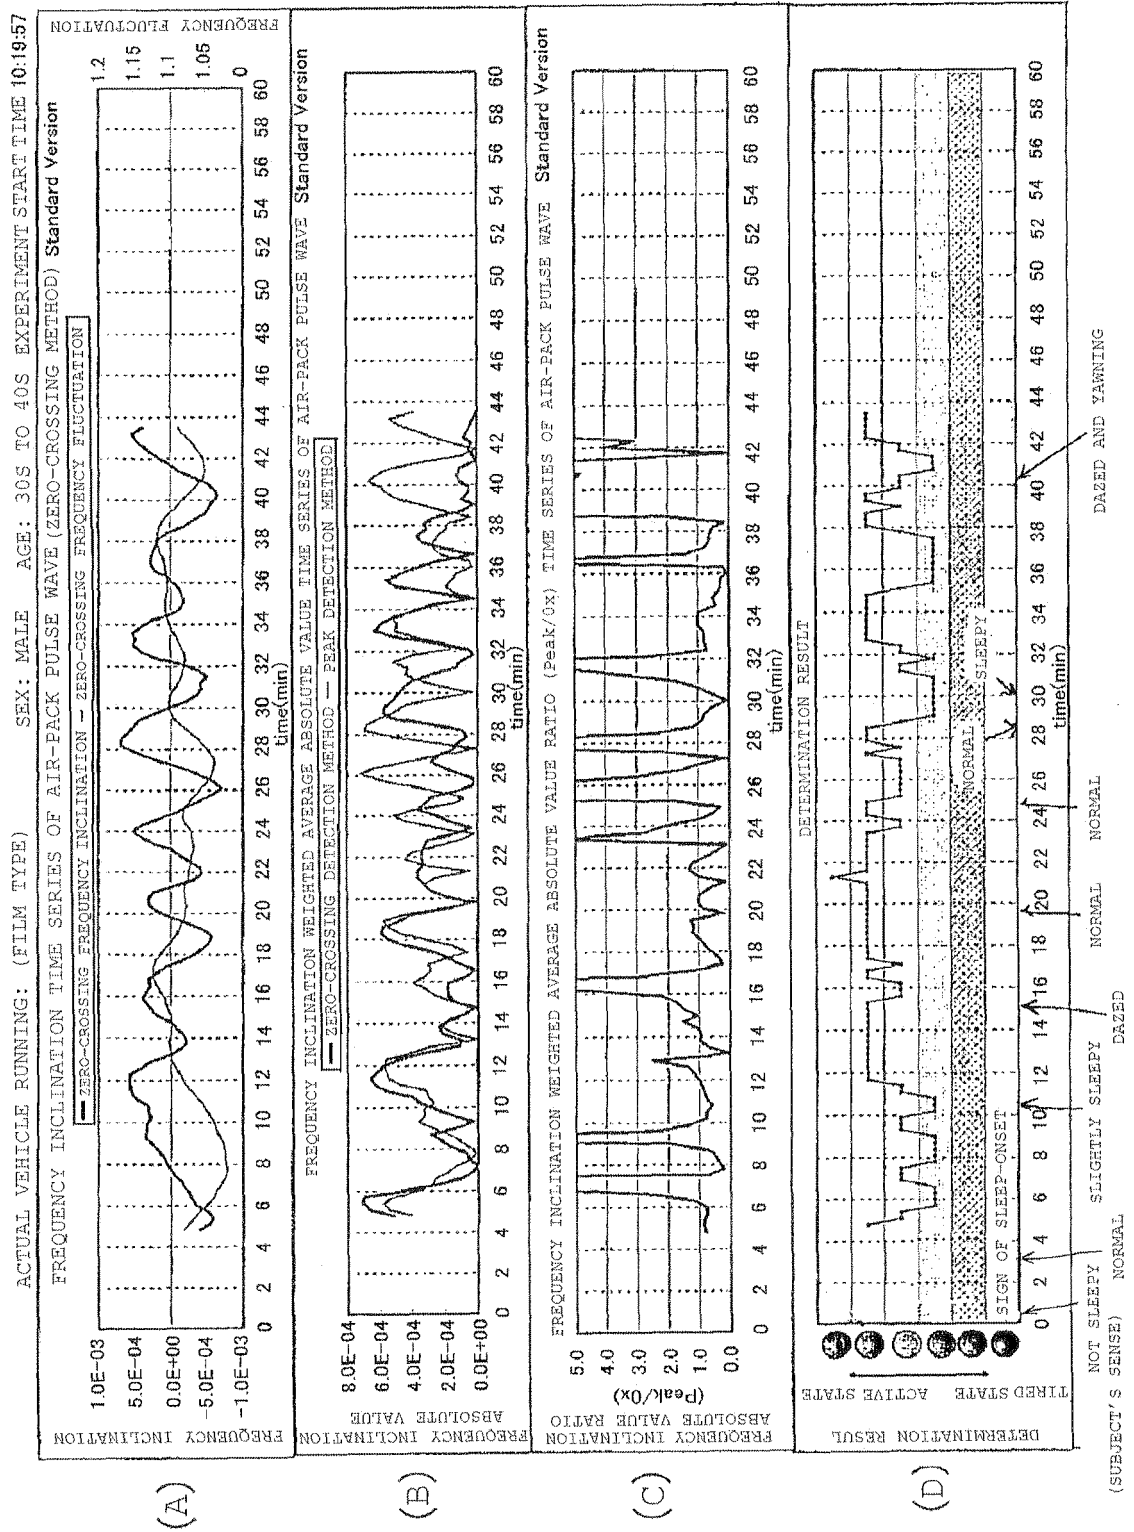 ACTUAL VEHICLE RUNNING: (FILM TYPE) SEX: MALE AGE: 30S TO 40S EXPERIMENT START TIME 10:19:57
FREQUENCY INCLINATION TIME SERIES OF AIR-PACK PULSE WAVE (ZERO-CROSSING METHOD) Standard Version
ZERO-CROSSING FREQUENCY INCLINATION — ZERO-CROSSING FREQUENCY FLUCTUATION
(A)
FREQUENCY INCLINATION
1.0E-03
5.0E-04
0.0E+00
-5.0E-04
-1.0E-03
FREQUENCY FLUCTUATION
1.2
1.15
1.1
1.05
0
0 2 4 6 8 10 12 14 16 18 20 22 24 26 28 30 32 34 36 38 40 42 44 46 48 50 52 54 56 58 60
time(min)
FREQUENCY INCLINATION WEIGHTED AVERAGE ABSOLUTE VALUE TIME SERIES OF AIR-PACK PULSE WAVE Standard Version
ZERO-CROSSING DETECTION METHOD — PEAK DETECTION METHOD
(B)
FREQUENCY INCLINATION
ABSOLUTE VALUE
8.0E-04
6.0E-04
4.0E-04
2.0E-04
0.0E+00
0 2 4 6 8 10 12 14 16 18 20 22 24 26 28 30 32 34 36 38 40 42 44 46 48 50 52 54 56 58 60
time(min)
FREQUENCY INCLINATION WEIGHTED AVERAGE ABSOLUTE VALUE RATIO (Peak/0x) TIME SERIES OF AIR-PACK PULSE WAVE Standard Version
(C)
FREQUENCY INCLINATION
ABSOLUTE VALUE RATIO
(Peak/0x)
5.0
4.0
3.0
2.0
1.0
0.0
0 2 4 6 8 10 12 14 16 18 20 22 24 26 28 30 32 34 36 38 40 42 44 46 48 50 52 54 56 58 60
time(min)
DETERMINATION RESULT
(D)
DETERMINATION RESUL
TIRED STATE ACTIVE STATE
SIGN OF SLEEP-ONSET
NORMAL
SLEEPY
0 2 4 6 8 10 12 14 16 18 20 22 24 26 28 30 32 34 36 38 40 42 44 46 48 50 52 54 56 58 60
time(min)
NOT SLEEPY SLIGHTLY SLEEPY NORMAL NORMAL DAZED AND YAWNING
(SUBJECT'S SENSE) NORMAL DAZED